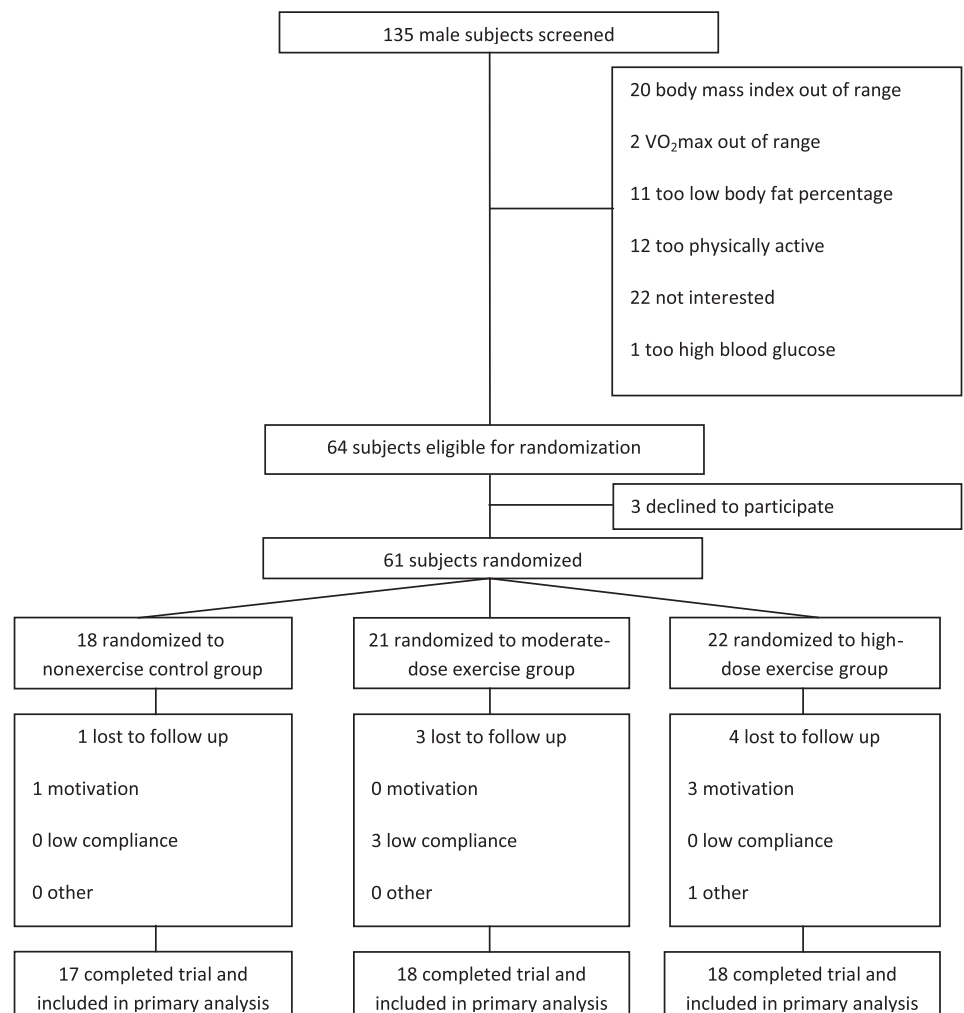 135 male subjects screened
20 body mass index out of range
2 VO₂max out of range
11 too low body fat percentage
12 too physically active
22 not interested
1 too high blood glucose
64 subjects eligible for randomization
3 declined to participate
61 subjects randomized
18 randomized to
nonexercise control group
21 randomized to moderate-
dose exercise group
22 randomized to high-
dose exercise group
1 lost to follow up
1 motivation
0 low compliance
0 other
3 lost to follow up
0 motivation
3 low compliance
0 other
4 lost to follow up
3 motivation
0 low compliance
1 other
17 completed trial and
included in primary analysis
18 completed trial and
included in primary analysis
18 completed trial and
included in primary analysis